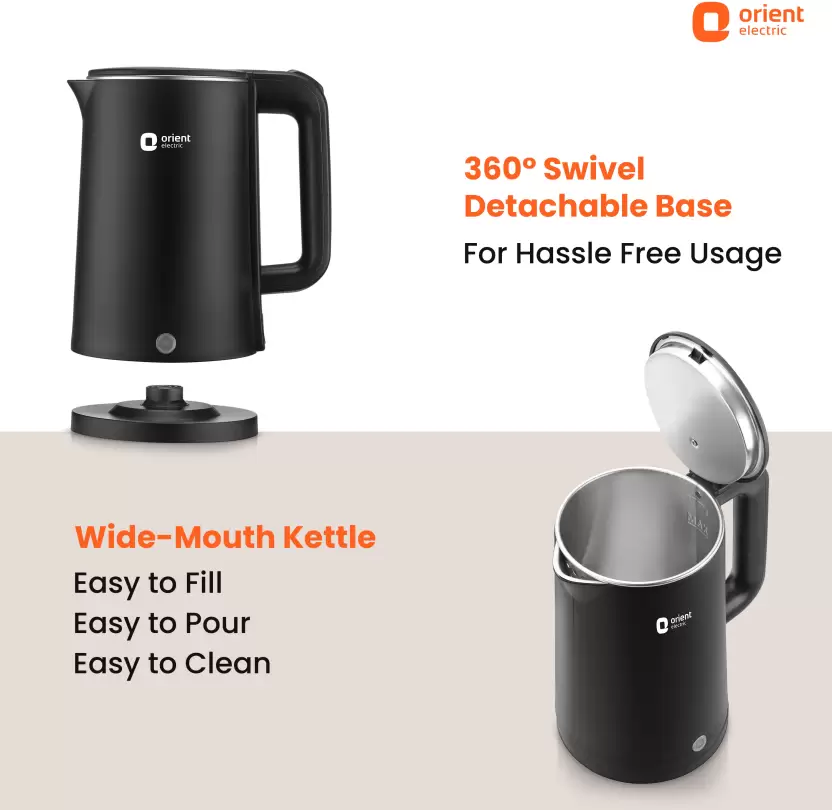 orient
electric
orient
electric
360° Swivel
Detachable Base
For Hassle Free Usage
Wide-Mouth Kettle
Easy to Fill
Easy to Pour
Easy to Clean
MAX
orient
electric